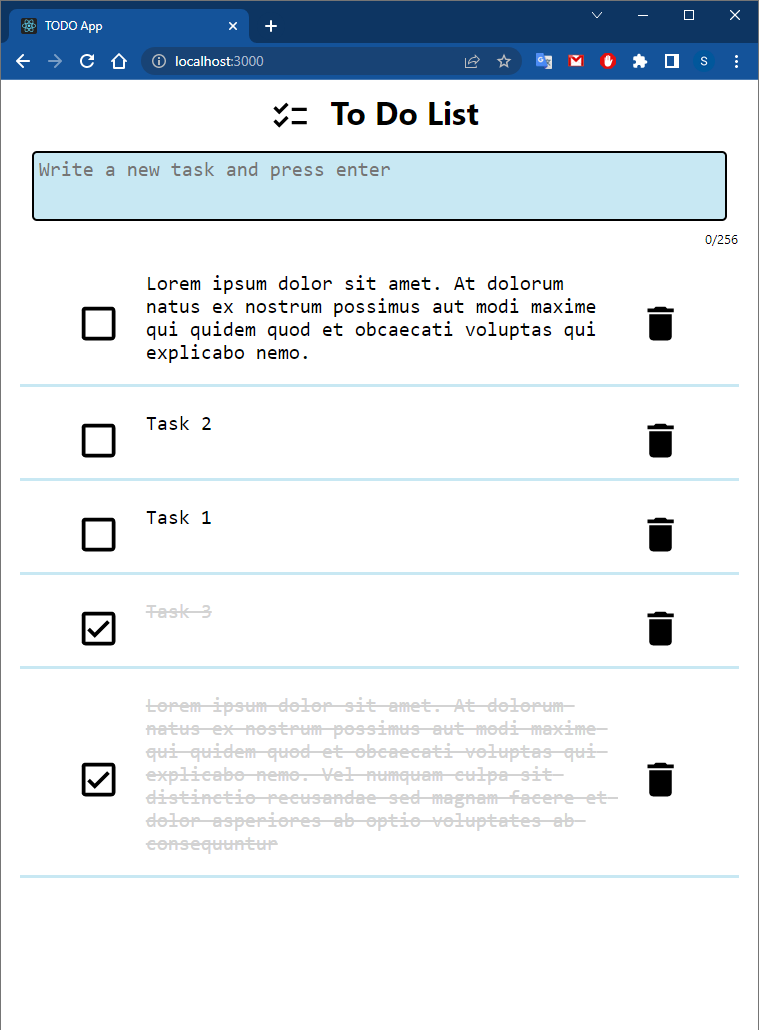 TODO App
localhost:3000
S
To Do List
Write a new task and press enter
0/256
Lorem ipsum dolor sit amet. At dolorum
natus ex nostrum possimus aut modi maxime
qui quidem quod et obcaecati voluptas qui
explicabo nemo.
Task 2
Task 1
Task 3
Lorem ipsum dolor sit amet. At dolorum
natus ex nostrum possimus aut modi maxime
qui quidem quod et obcaecati voluptas qui
explicabo nemo. Vel numquam culpa sit
distinctio recusandae sed magnam facere et
dolor asperiores ab optio voluptates ab
consequuntur